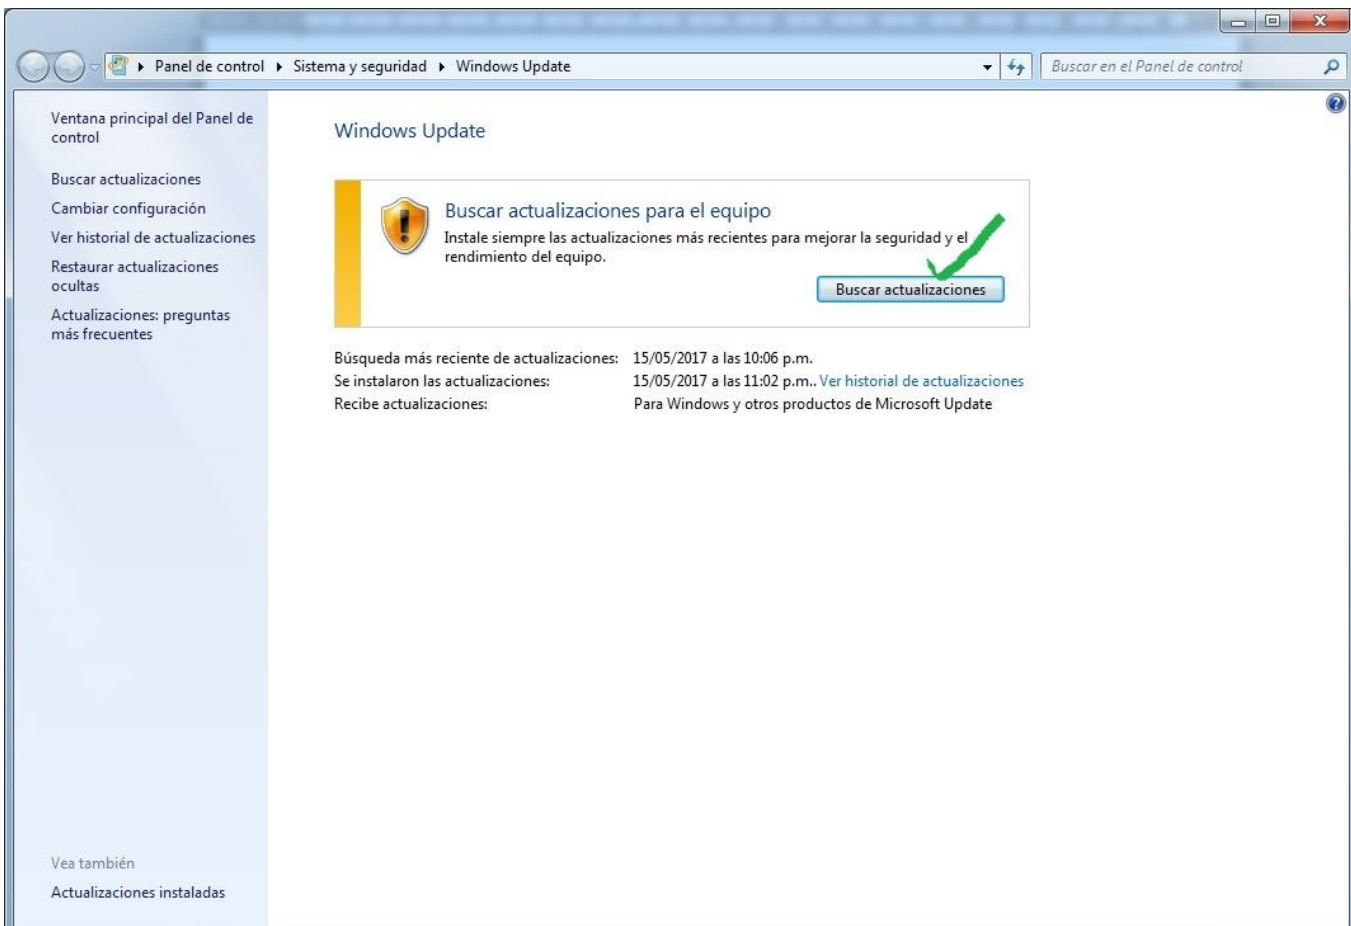 Panel de control Sistema y seguridad Windows Update
Buscar en el Panel de control
Ventana principal del Panel de
control
Buscar actualizaciones
Cambiar configuración
Ver historial de actualizaciones
Restaurar actualizaciones
ocultas
Actualizaciones: preguntas
más frecuentes
Vea también
Actualizaciones instaladas
Windows Update
Buscar actualizaciones para el equipo
Instale siempre las actualizaciones más recientes para mejorar la seguridad y el
rendimiento del equipo.
Buscar actualizaciones
Búsqueda más reciente de actualizaciones: 15/05/2017 a las 10:06 p.m.
Se instalaron las actualizaciones: 15/05/2017 a las 11:02 p.m.. Ver historial de actualizaciones
Recibe actualizaciones: Para Windows y otros productos de Microsoft Update